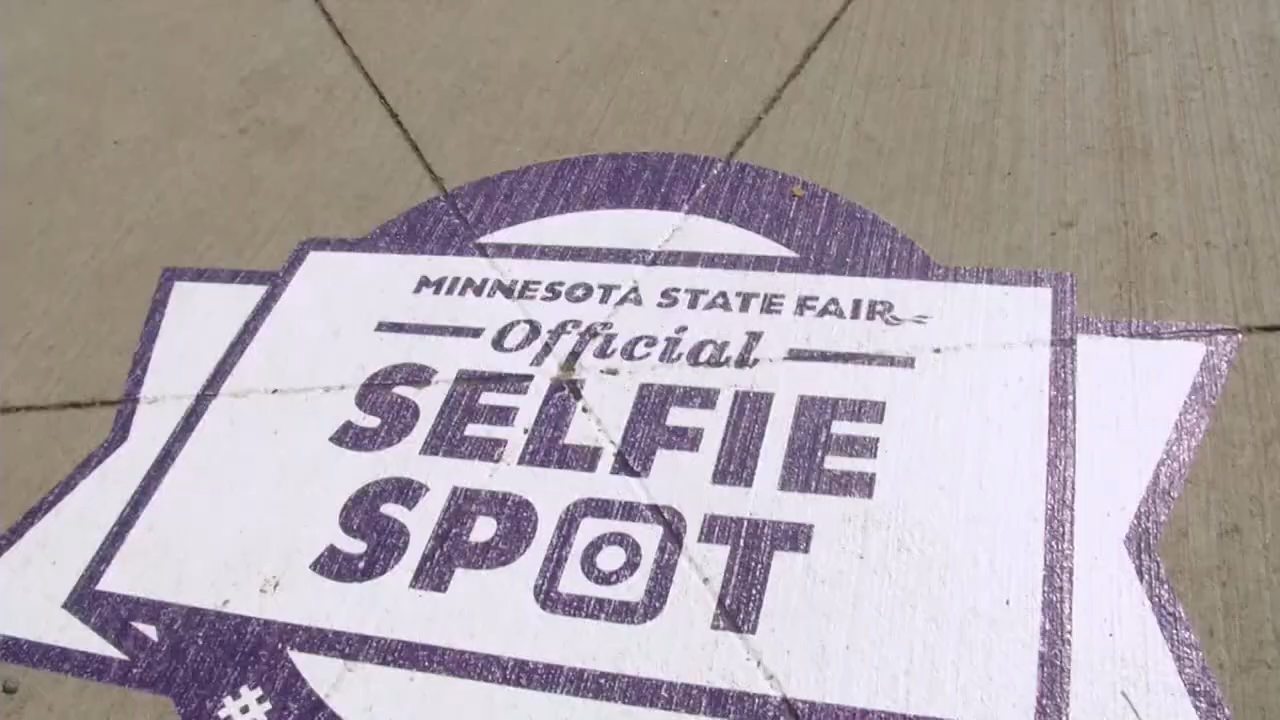 MINNESOTA STATE FAIR
Official
SELFIE
SPOT
#